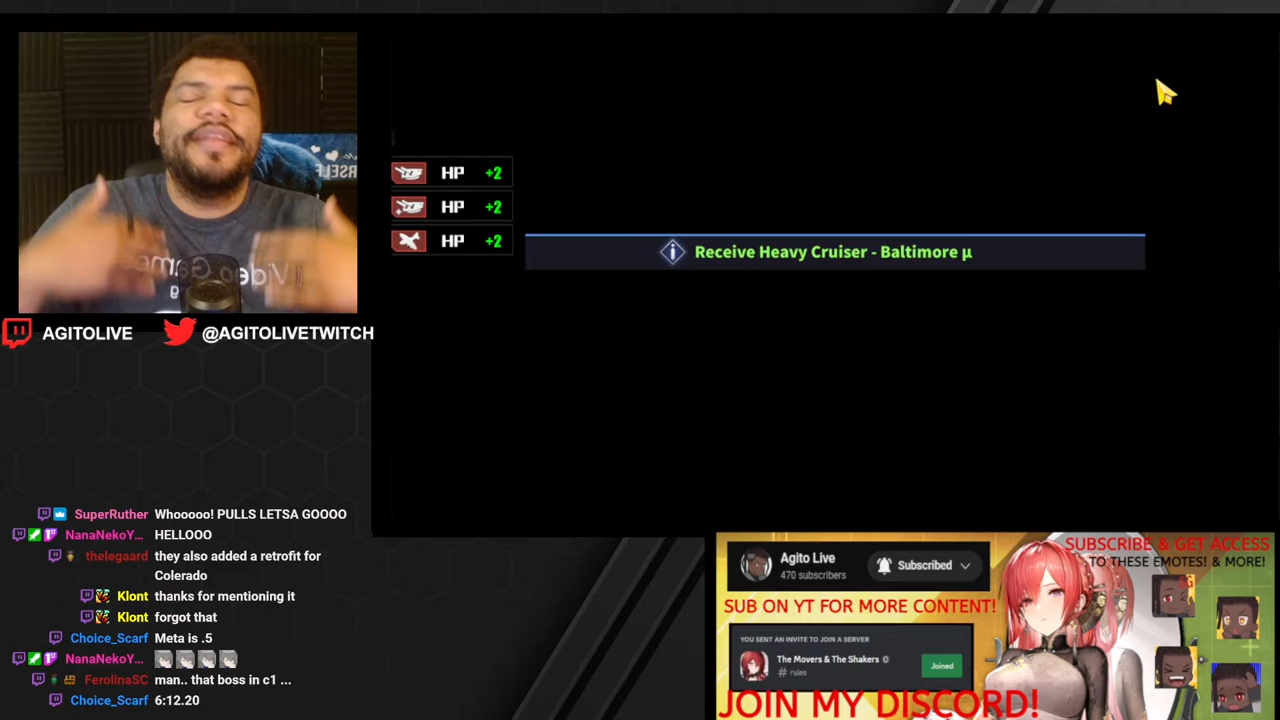 HP +2
HP +2
HP +2
Receive Heavy Cruiser - Baltimore µ
AGITOLIVE
@AGITOLIVETWITCH
SuperRuther Whooooo! PULLS LETSA GOOOO
NanaNekoY... HELLOOO
thelegaard they also added a retrofit for
Colerado
Klont thanks for mentioning it
Klont forgot that
Choice_Scarf Meta is .5
NanaNekoY...
FerolinaSC man.. that boss in c1 ...
Choice_Scarf 6:12.20
Agito Live
470 subscribers
Subscribed
SUB ON YT FOR MORE CONTENT!
YOU SENT AN INVITE TO JOIN A SERVER
The Movers & The Shakers
# rules
Joined
JOIN MY DISCORD!
SUBSCRIBE & GET ACCESS
TO THESE EMOTES! & MORE!